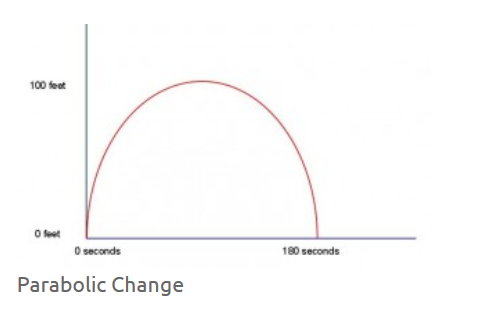 100 feet
0 feet
0 seconds 180 seconds
Parabolic Change